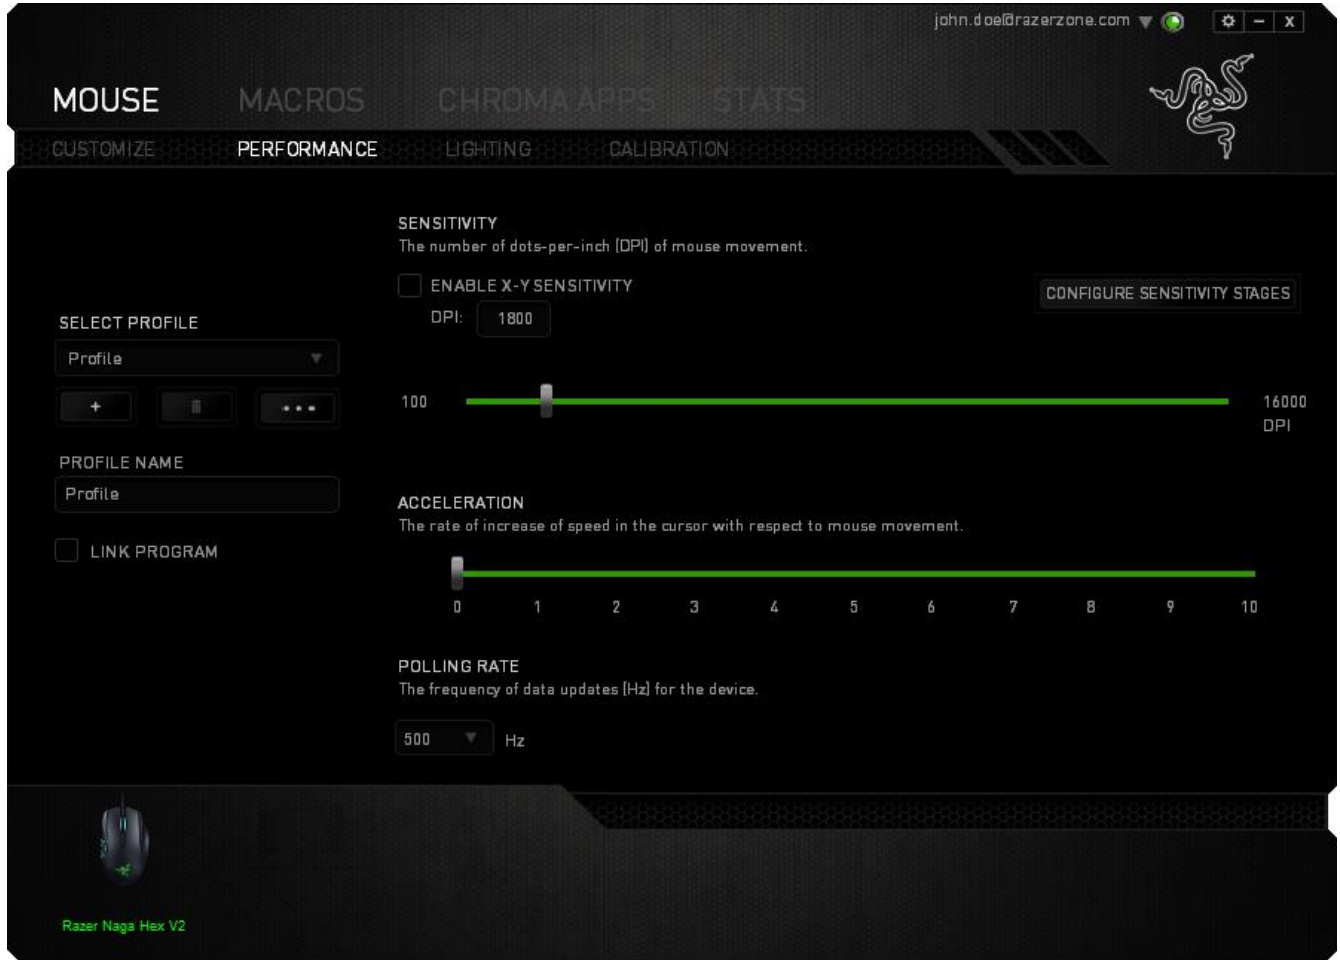 john.doe@razerzone.com
MOUSE MACROS CHROMA APPS STATS
CUSTOMIZE PERFORMANCE LIGHTING CALIBRATION
SELECT PROFILE
Profile
+
PROFILE NAME
Profile
LINK PROGRAM
SENSITIVITY
The number of dots-per-inch (DPI) of mouse movement.
ENABLE X-Y SENSITIVITY
DPI: 1800
CONFIGURE SENSITIVITY STAGES
100 16000
DPI
ACCELERATION
The rate of increase of speed in the cursor with respect to mouse movement.
0 1 2 3 4 5 6 7 8 9 10
POLLING RATE
The frequency of data updates (Hz) for the device.
500 Hz
Razer Naga Hex V2